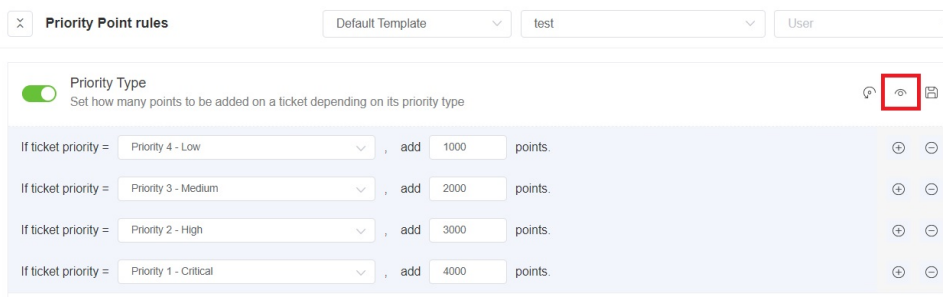 Priority Point rules Default Template test User
Priority Type
Set how many points to be added on a ticket depending on its priority type
If ticket priority = Priority 4 - Low , add 1000 points.
If ticket priority = Priority 3 - Medium , add 2000 points.
If ticket priority = Priority 2 - High , add 3000 points.
If ticket priority = Priority 1 - Critical , add 4000 points.